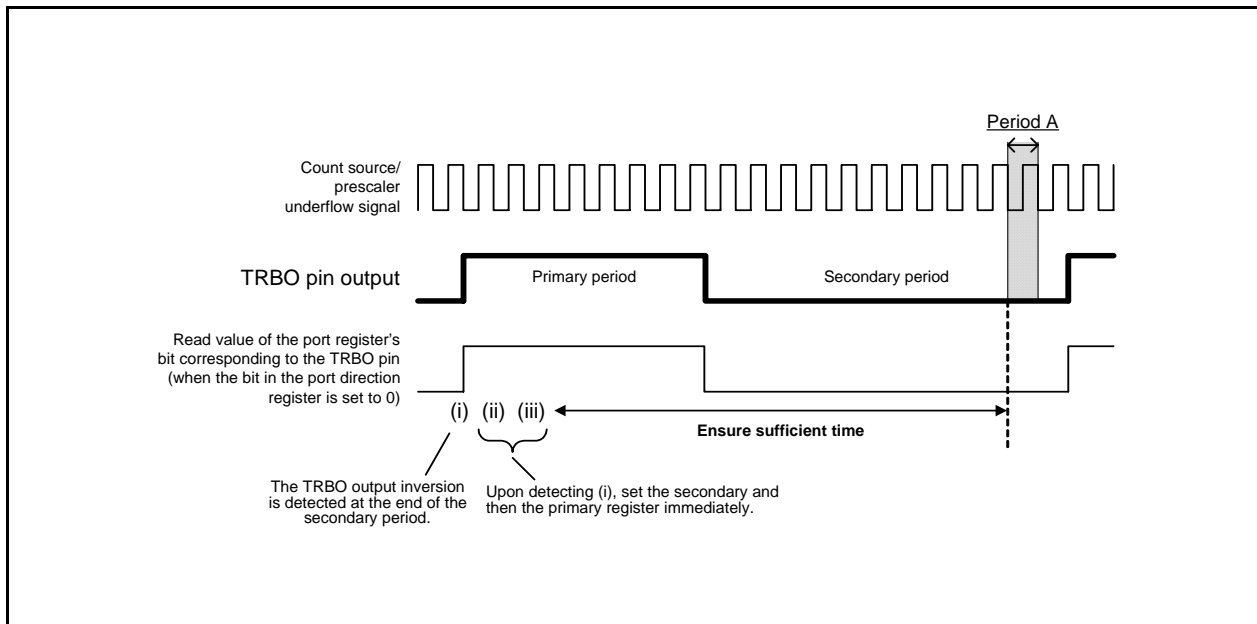 Period A
Count source/
prescaler
underflow signal
TRBO pin output
Primary period
Secondary period
Read value of the port register's
bit corresponding to the TRBO pin
(when the bit in the port direction
register is set to 0)
(i) (ii) (iii)
Ensure sufficient time
The TRBO output inversion
is detected at the end of the
secondary period.
Upon detecting (i), set the secondary and
then the primary register immediately.